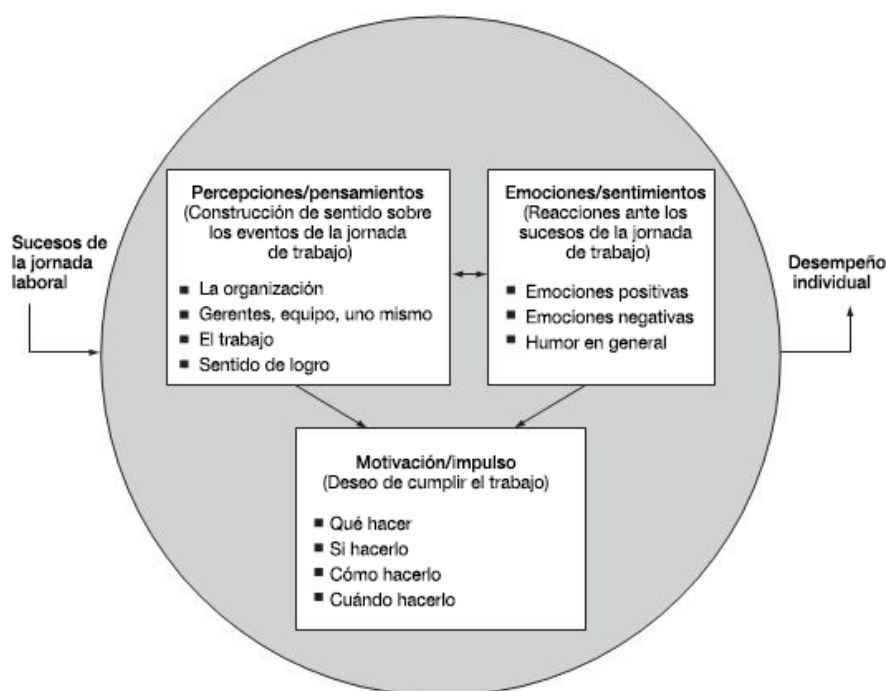 Sucesos de
la jornada
laboral
Percepciones/pensamientos
(Construcción de sentido sobre
los eventos de la jornada
de trabajo)
■ La organización
■ Gerentes, equipo, uno mismo
■ El trabajo
■ Sentido de logro
Emociones/sentimientos
(Reacciones ante los
sucesos de la jornada
de trabajo)
■ Emociones positivas
■ Emociones negativas
■ Humor en general
Motivación/impulso
(Deseo de cumplir el trabajo)
■ Qué hacer
■ Si hacerlo
■ Cómo hacerlo
■ Cuándo hacerlo
Desempeño
individual